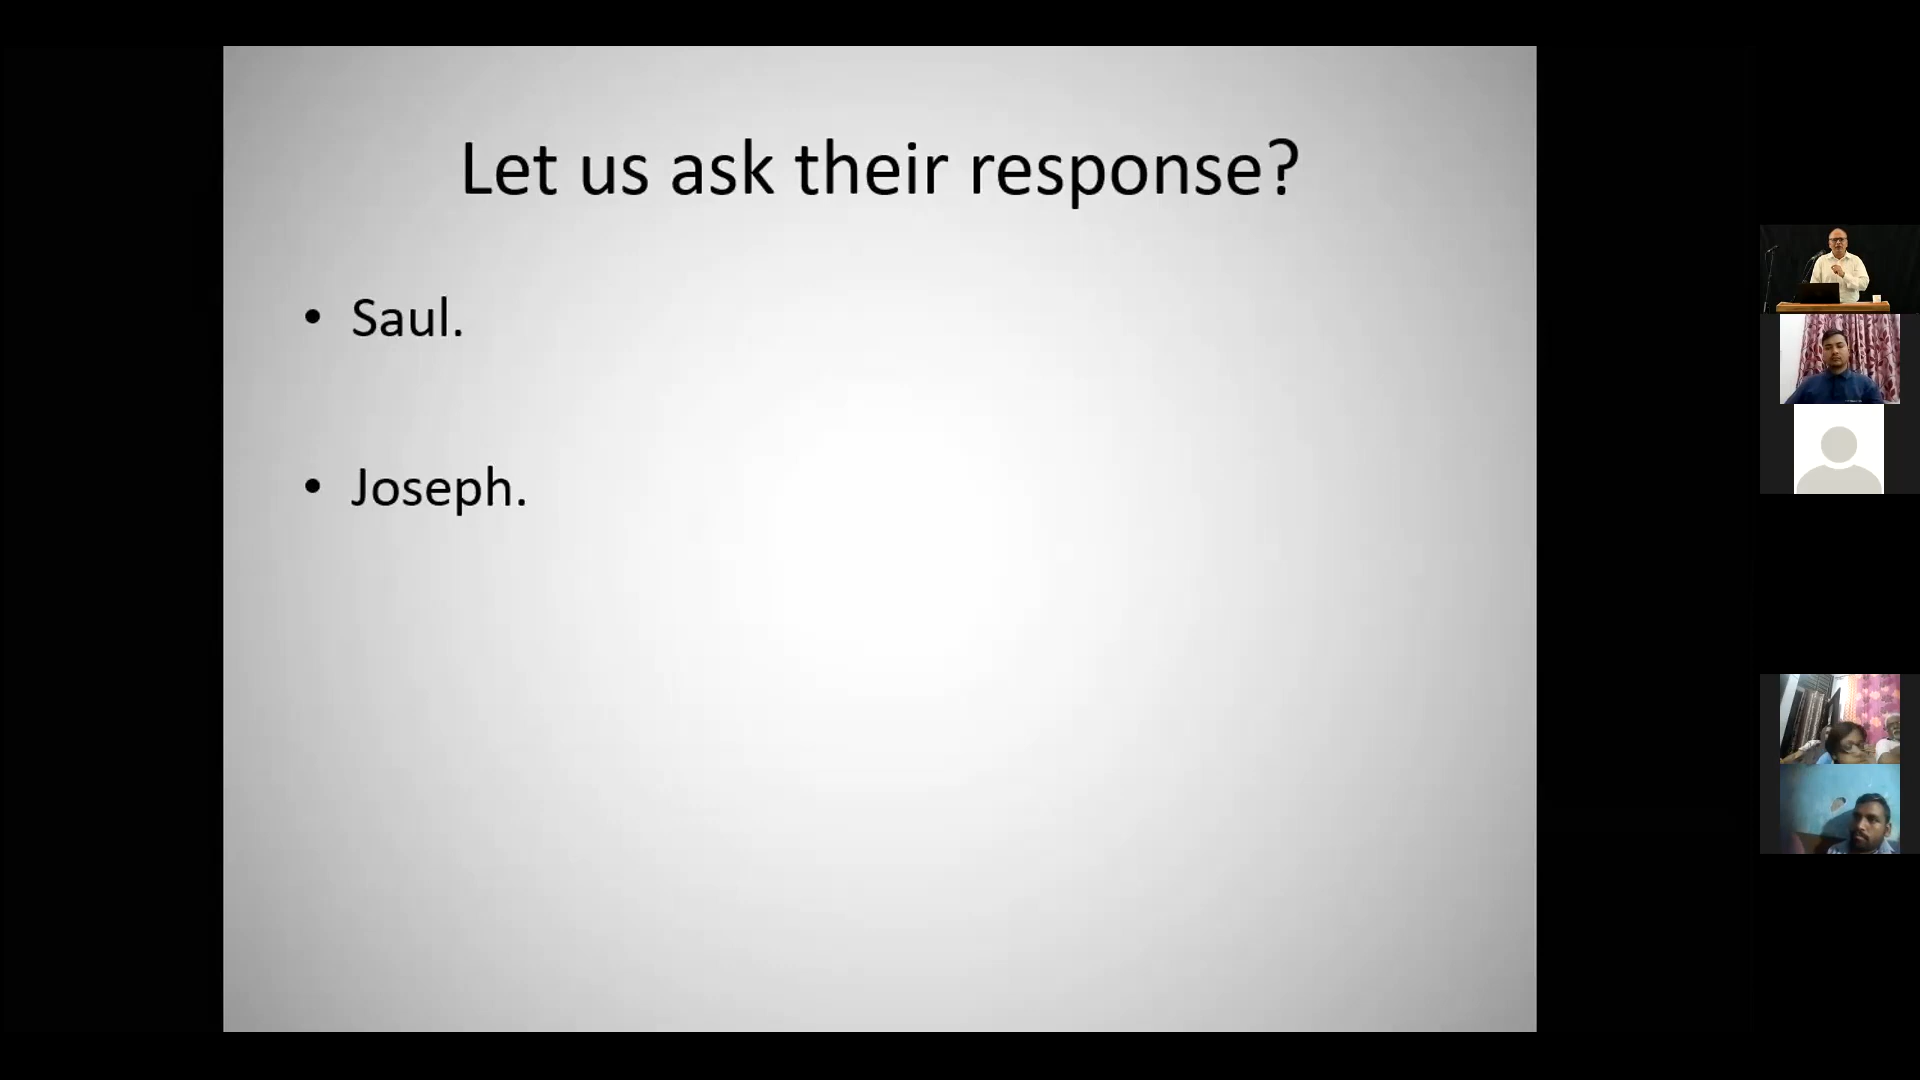 Let us ask their response?
• Saul.
• Joseph.